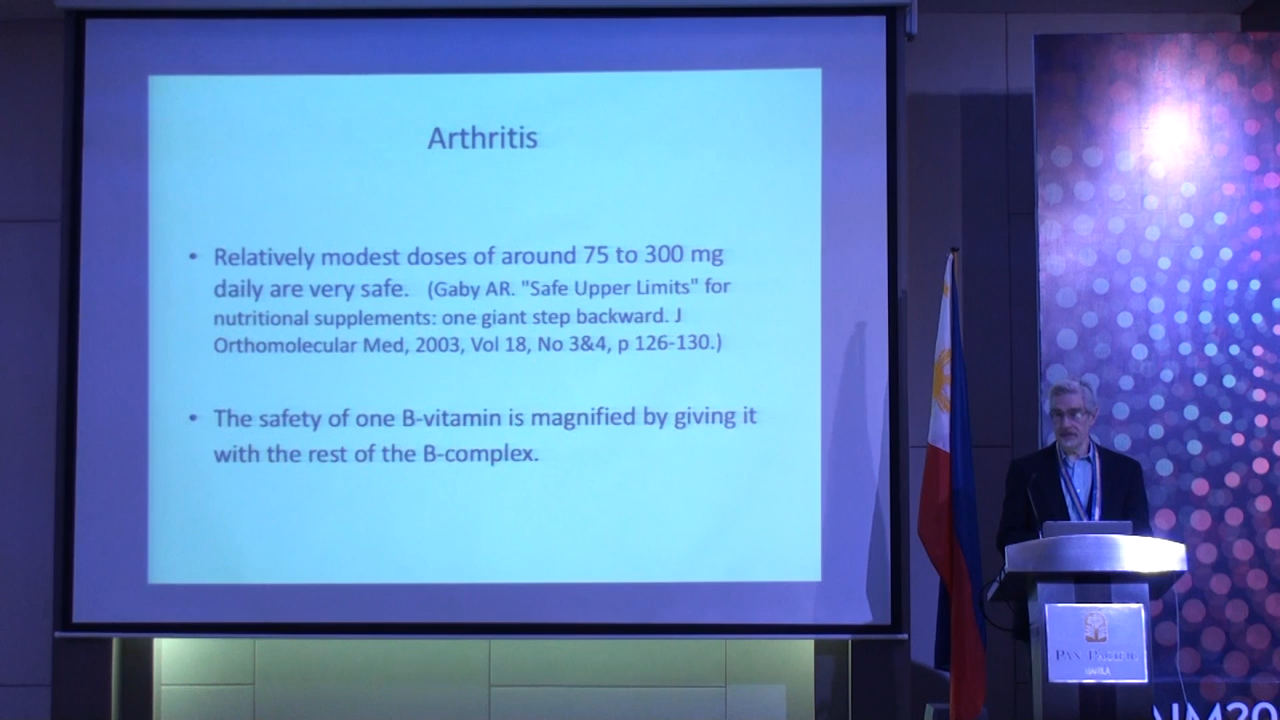 Arthritis
• Relatively modest doses of around 75 to 300 mg
daily are very safe. (Gaby AR. "Safe Upper Limits" for
nutritional supplements: one giant step backward. J
Orthomolecular Med, 2003, Vol 18, No 3&4, p 126-130.)
• The safety of one B-vitamin is magnified by giving it
with the rest of the B-complex.
PAN PACIFIC
MANILA